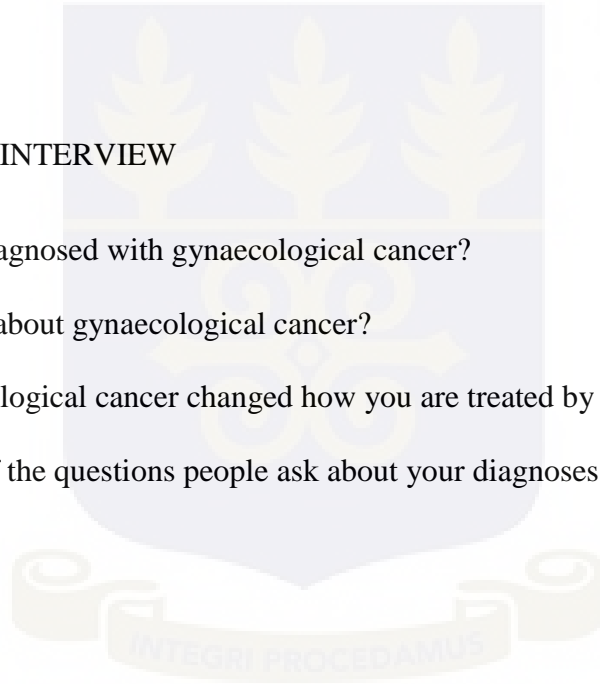 INTERVIEW
agnosed with gynaecological cancer?
about gynaecological cancer?
logical cancer changed how you are treated by
the questions people ask about your diagnoses
INTEGRI PROCEDAMUS